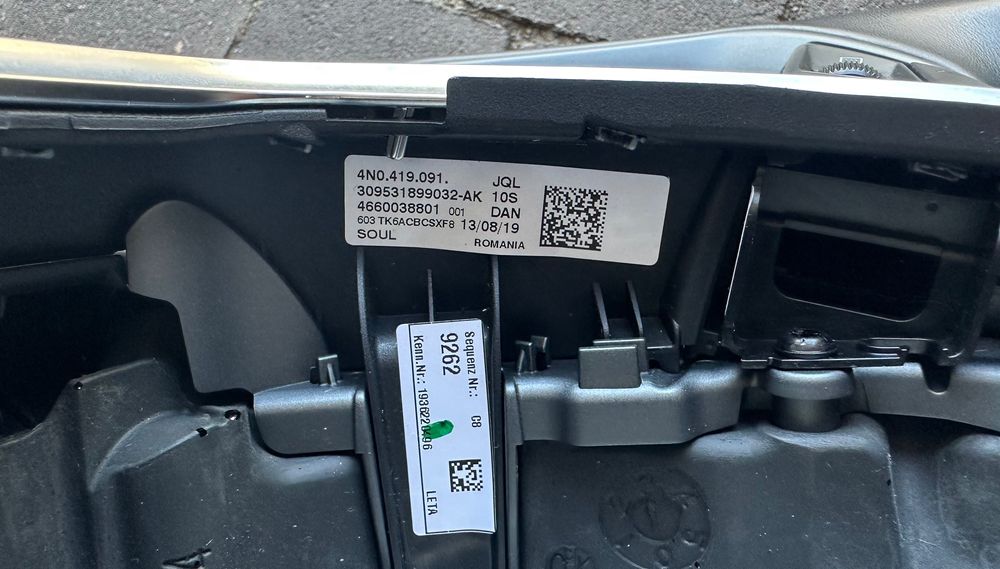 4N0.419.091. JQL
309531899032-AK 10S
4660038801 001 DAN
603 TK6ACBCSXF8 13/08/19
SOUL ROMANIA
Sequenz Nr.: C8
9262
Kenn.Nr.: LETA